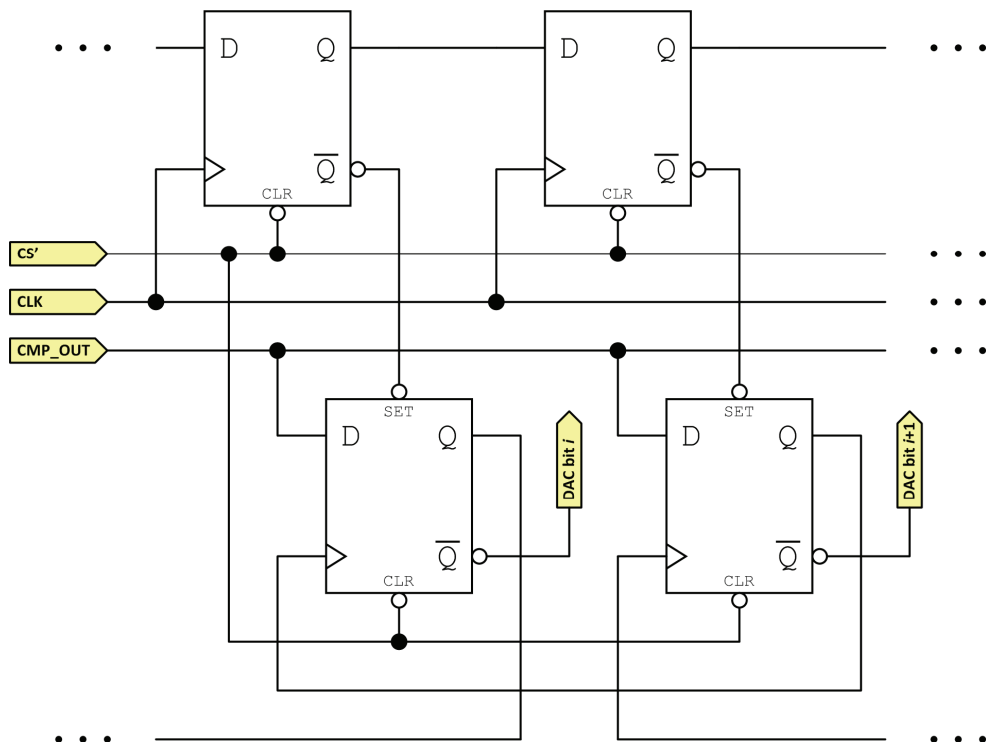 D Q D Q
Q Q
CLR CLR
CS’
CLK
CMP_OUT
SET SET
D Q D Q
DAC bit i DAC bit i+1
Q Q
CLR CLR